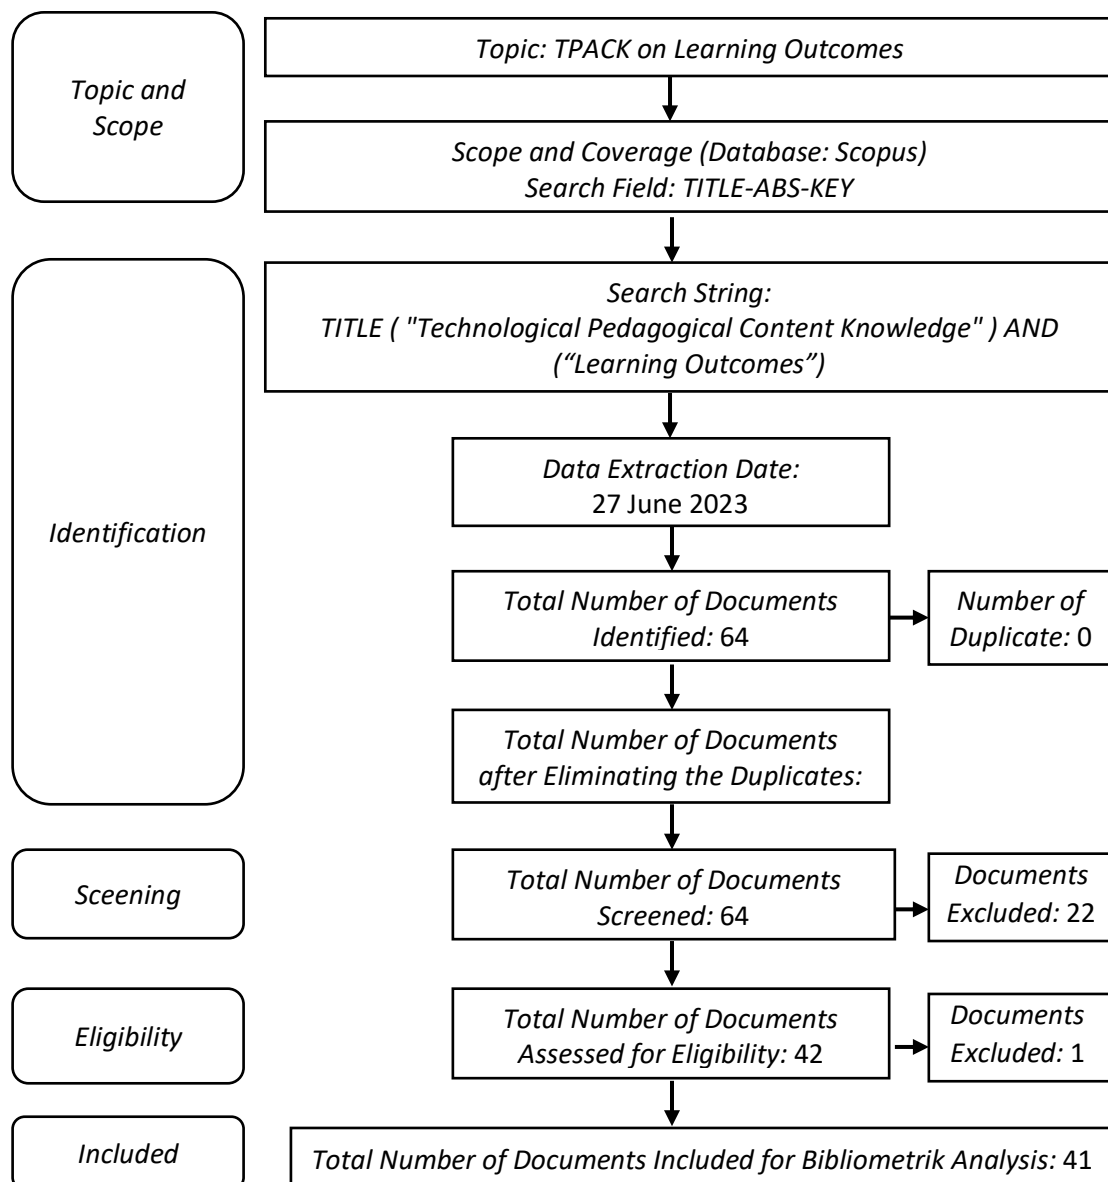 Topic and
Scope
Topic: TPACK on Learning Outcomes
Scope and Coverage (Database: Scopus)
Search Field: TITLE-ABS-KEY
Identification
Search String:
TITLE ( "Technological Pedagogical Content Knowledge" ) AND
(“Learning Outcomes”)
Data Extraction Date:
27 June 2023
Total Number of Documents
Identified: 64
Number of
Duplicate: 0
Total Number of Documents
after Eliminating the Duplicates:
Sceening
Total Number of Documents
Screened: 64
Documents
Excluded: 22
Eligibility
Total Number of Documents
Assessed for Eligibility: 42
Documents
Excluded: 1
Included
Total Number of Documents Included for Bibliometrik Analysis: 41